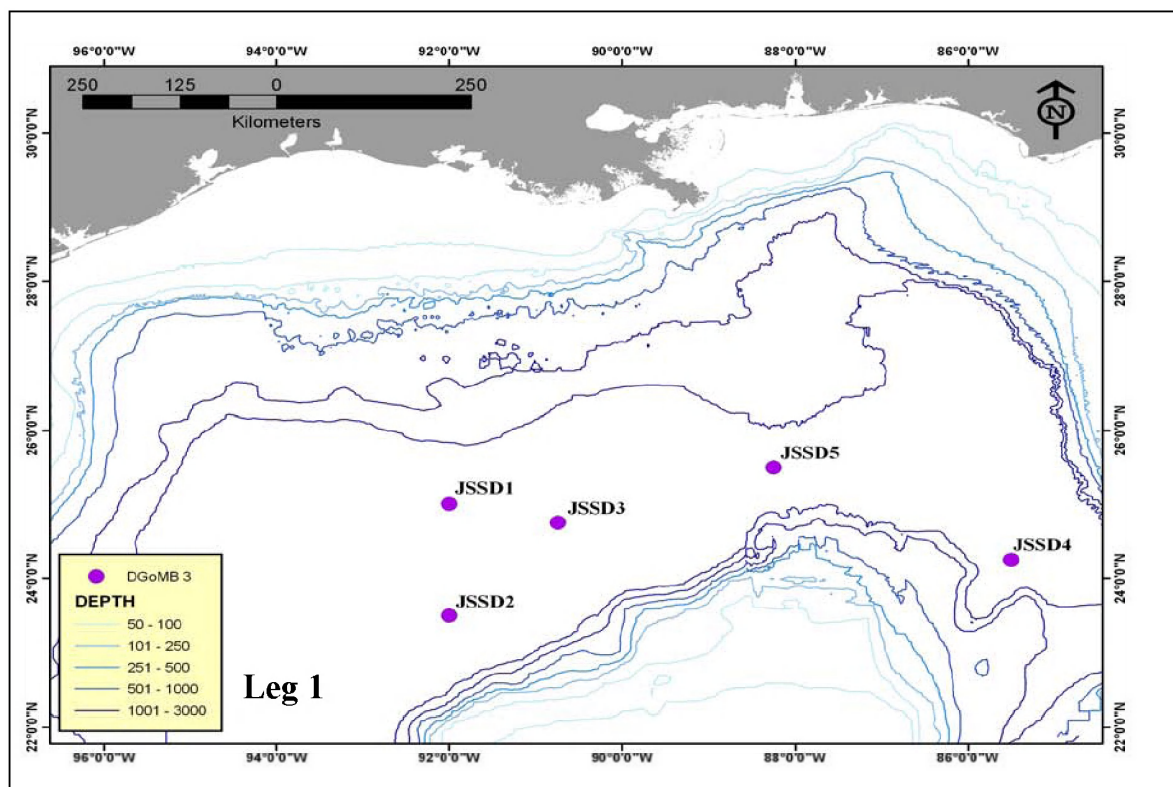 96°0'0"W 94°0'0"W 92°0'0"W 90°0'0"W 88°0'0"W 86°0'0"W
250 125 0 250
Kilometers
N
30°0'0"N 30°0'0"N
28°0'0"N 28°0'0"N
26°0'0"N 26°0'0"N
JSSD5
JSSD1
JSSD3
JSSD4
24°0'0"N 24°0'0"N
JSSD2
DGoMB 3
DEPTH
50 - 100
101 - 250
251 - 500
501 - 1000
1001 - 3000
Leg 1
22°0'0"N 22°0'0"N
96°0'0"W 94°0'0"W 92°0'0"W 90°0'0"W 88°0'0"W 86°0'0"W